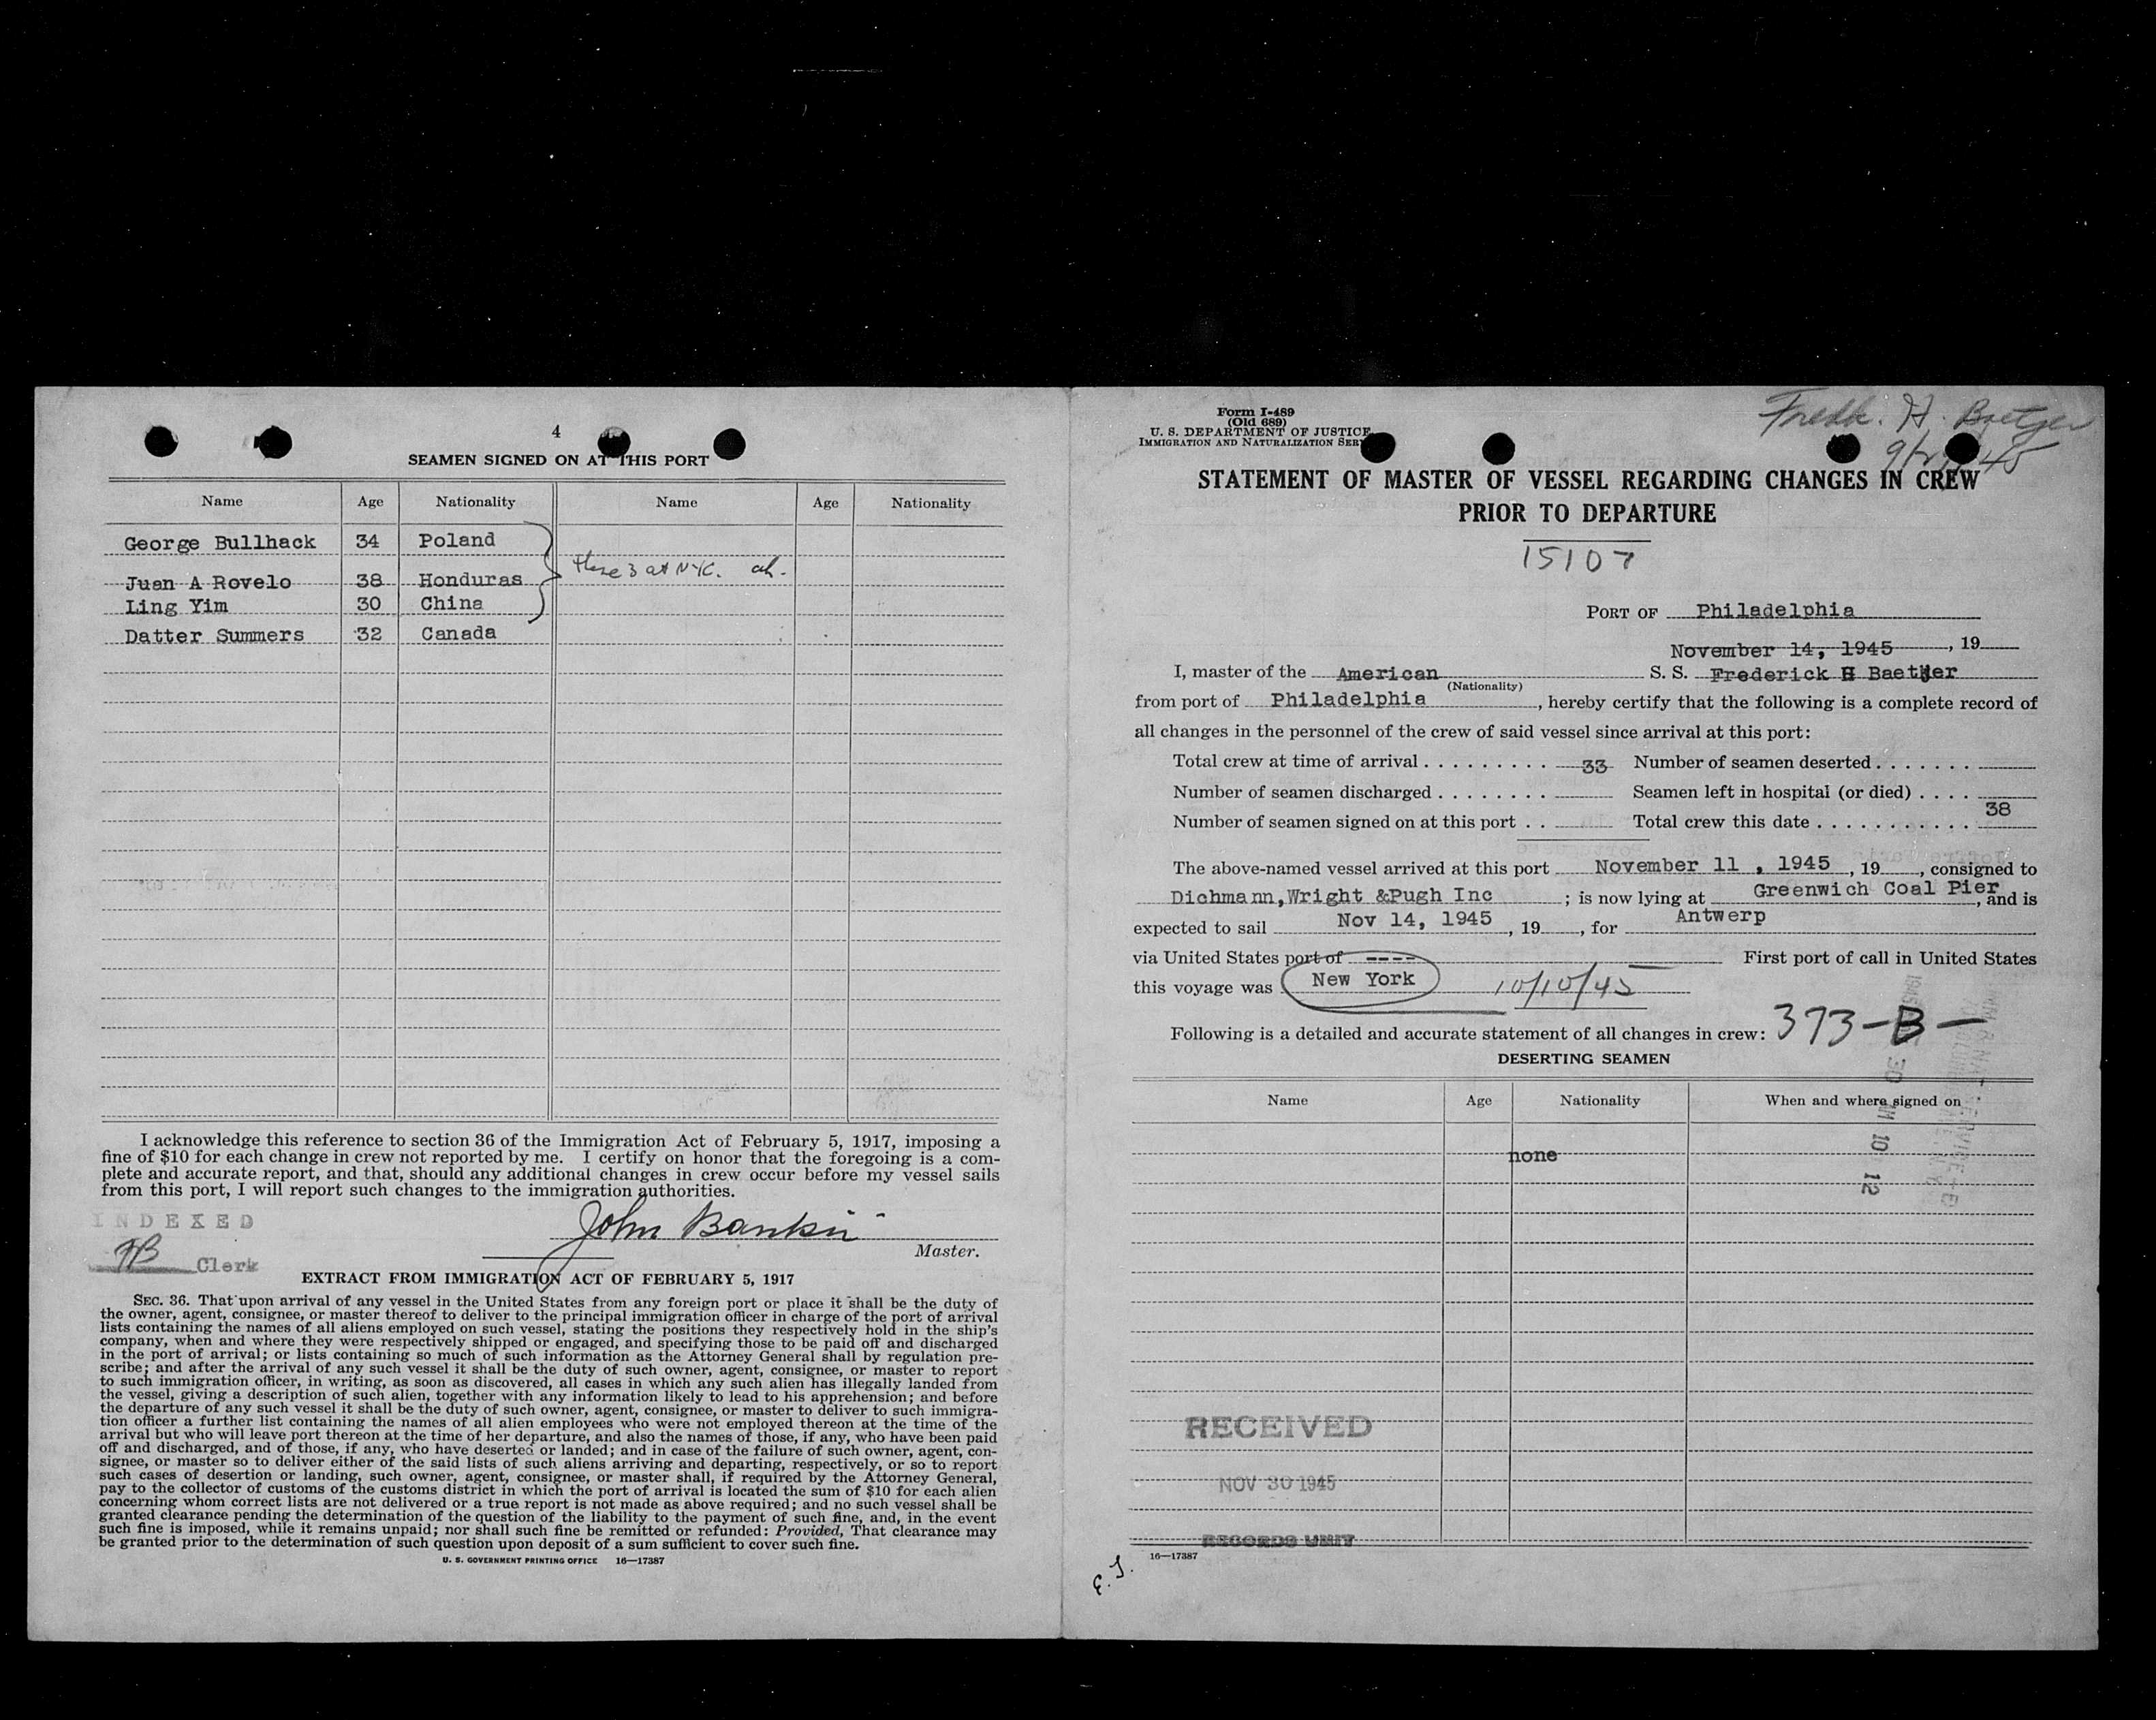 4
SEAMEN SIGNED ON AT THIS PORT
Name Age Nationality Name Age Nationality
George Bullhack 34 Poland
these 3 at N.Y.C.
Juan A Rovelo 38 Honduras
Ling Yim 30 China
Datter Summers 32 Canada
I acknowledge this reference to section 36 of the Immigration Act of February 5, 1917, imposing a
fine of $10 for each change in crew not reported by me. I certify on honor that the foregoing is a com-
plete and accurate report, and that, should any additional changes in crew occur before my vessel sails
from this port, I will report such changes to the immigration authorities.
INDEXED
John
Master.
Clerk
EXTRACT FROM IMMIGRATION ACT OF FEBRUARY 5, 1917
SEC. 36. That upon arrival of any vessel in the United States from any foreign port or place it shall be the duty of
the owner, agent, consignee, or master thereof to deliver to the principal immigration officer in charge of the port of arrival
lists containing the names of all aliens employed on such vessel, stating the positions they respectively hold in the ship's
company, when and where they were respectively shipped or engaged, and specifying those to be paid off and discharged
in the port of arrival; or lists containing so much of such information as the Attorney General shall by regulation pre-
scribe; and after the arrival of any such vessel it shall be the duty of such owner, agent, consignee, or master to report
to such immigration officer, in writing, as soon as discovered, all cases in which any such alien has illegally landed from
the vessel, giving a description of such alien, together with any information likely to lead to his apprehension; and before
the departure of any such vessel it shall be the duty of such owner, agent, consignee, or master to deliver to such immigra-
tion officer a further list containing the names of all alien employees who were not employed thereon at the time of the
arrival but who will leave port thereon at the time of her departure, and also the names of those, if any, who have been paid
off and discharged, and of those, if any, who have deserted or landed; and in case of the failure of such owner, agent, con-
signee, or master so to deliver either of the said lists of such aliens arriving and departing, respectively, or so to report
such cases of desertion or landing, such owner, agent, consignee, or master shall, if required by the Attorney General,
pay to the collector of customs of the customs district in which the port of arrival is located the sum of $10 for each alien
concerning whom correct lists are not delivered or a true report is not made as above required; and no such vessel shall be
granted clearance pending the determination of the question of the liability to the payment of such fine, and, in the event
such fine is imposed, while it remains unpaid; nor shall such fine be remitted or refunded: Provided, That clearance may
be granted prior to the determination of such question upon deposit of a sum sufficient to cover such fine.
U. S. GOVERNMENT PRINTING OFFICE 16—17387
Form I-489
(Old 689)
U. S. DEPARTMENT OF JUSTICE
IMMIGRATION AND NATURALIZATION
Fredk. H. Baetjer
STATEMENT OF MASTER OF VESSEL REGARDING CHANGES IN CREW
PRIOR TO DEPARTURE
15107
PORT OF Philadelphia
November 14, 1945, 19
I, master of the American S. S. Frederick H Baetjer
(Nationality)
from port of Philadelphia, hereby certify that the following is a complete record of
all changes in the personnel of the crew of said vessel since arrival at this port:
Total crew at time of arrival . . . . . . . . . 33 Number of seamen deserted . . . . . . .
Number of seamen discharged . . . . . . . . Seamen left in hospital (or died) . . . .
Number of seamen signed on at this port . . Total crew this date . . . . . . . . . . . 38
The above-named vessel arrived at this port November 11 , 1945, 19, consigned to
Dichmann,Wright &Pugh Inc ; is now lying at Greenwich Coal Pier, and is
expected to sail Nov 14, 1945, 19, for Antwerp
via United States port of ---- First port of call in United States
this voyage was New York 10/10/45
Following is a detailed and accurate statement of all changes in crew: 373-B-
DESERTING SEAMEN
Name Age Nationality When and where signed on
none
RECEIVED
NOV 30 1945
RECORDS UNIT
16—17387